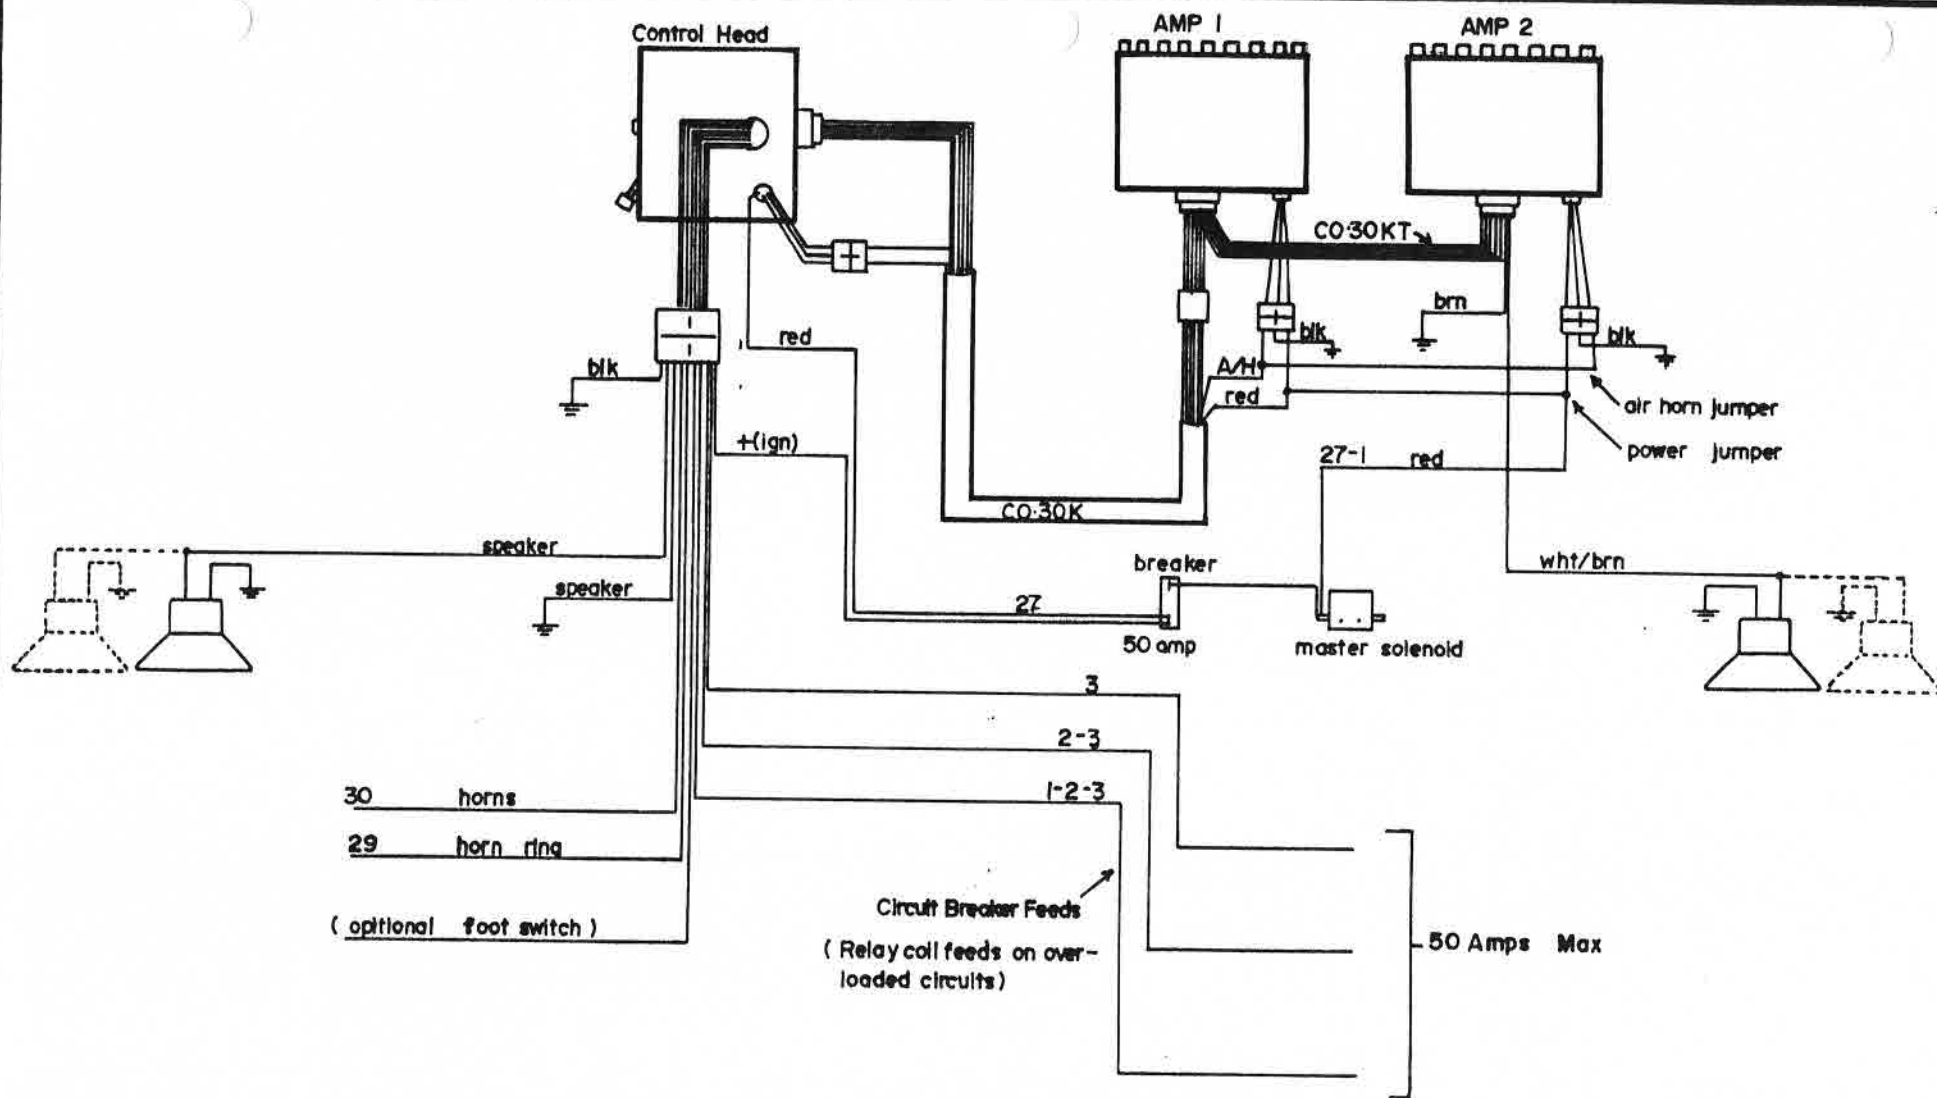 Control Head
AMP 1
AMP 2
CO·30KT
brn
blk
blk
red
blk
A/H
red
air horn jumper
+(ign)
27-1 red
power jumper
CO·30K
speaker
breaker
wht/brn
speaker
27
50 amp
master solenoid
3
2-3
30 horns
1-2-3
29 horn ring
Circuit Breaker Feeds
(opitional foot switch)
(Relay coil feeds on over-
loaded circuits)
50 Amps Max